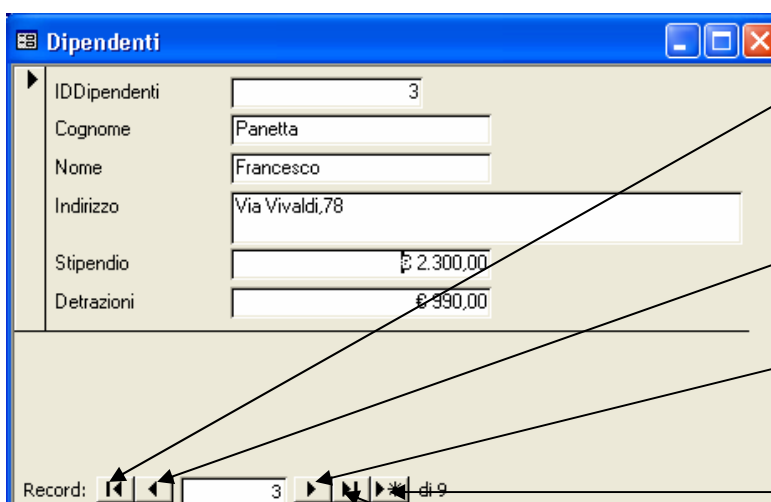 Dipendenti
IDDipendenti 3
Cognome Panetta
Nome Francesco
Indirizzo Via Vivaldi,78
Stipendio € 2.300,00
Detrazioni € 990,00
Record: 3 di 9